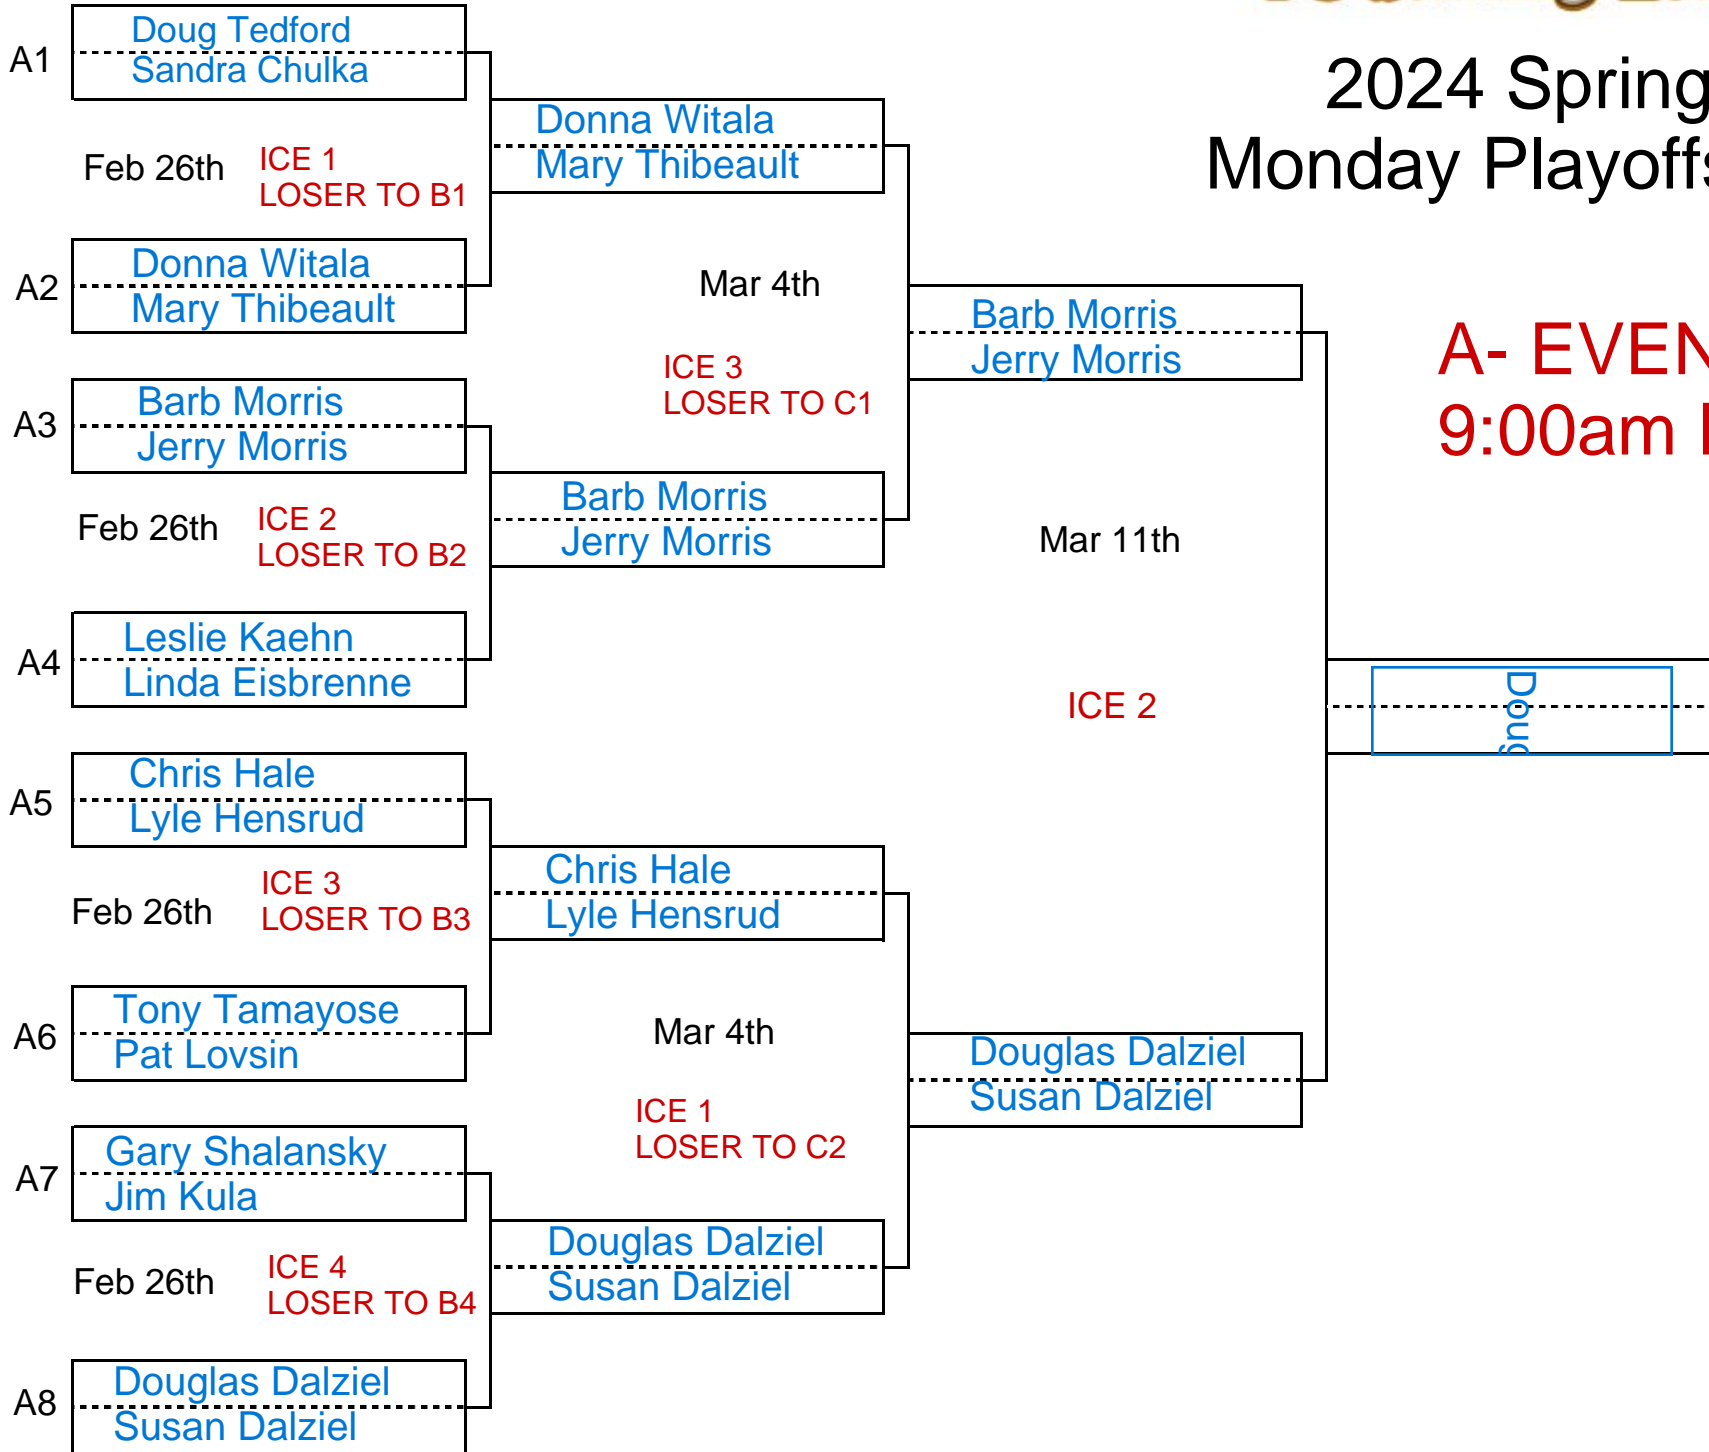 2024 Spring
Monday Playoffs
A- EVEN
9:00am
A1
Doug Tedford
Sandra Chulka
Feb 26th
ICE 1
LOSER TO B1
A2
Donna Witala
Mary Thibeault
A3
Barb Morris
Jerry Morris
Feb 26th
ICE 2
LOSER TO B2
A4
Leslie Kaehn
Linda Eisbrenne
A5
Chris Hale
Lyle Hensrud
Feb 26th
ICE 3
LOSER TO B3
A6
Tony Tamayose
Pat Lovsin
A7
Gary Shalansky
Jim Kula
Feb 26th
ICE 4
LOSER TO B4
A8
Douglas Dalziel
Susan Dalziel
Donna Witala
Mary Thibeault
Mar 4th
ICE 3
LOSER TO C1
Barb Morris
Jerry Morris
Chris Hale
Lyle Hensrud
Mar 4th
ICE 1
LOSER TO C2
Douglas Dalziel
Susan Dalziel
Barb Morris
Jerry Morris
Mar 11th
ICE 2
Douglas Dalziel
Susan Dalziel
Doug